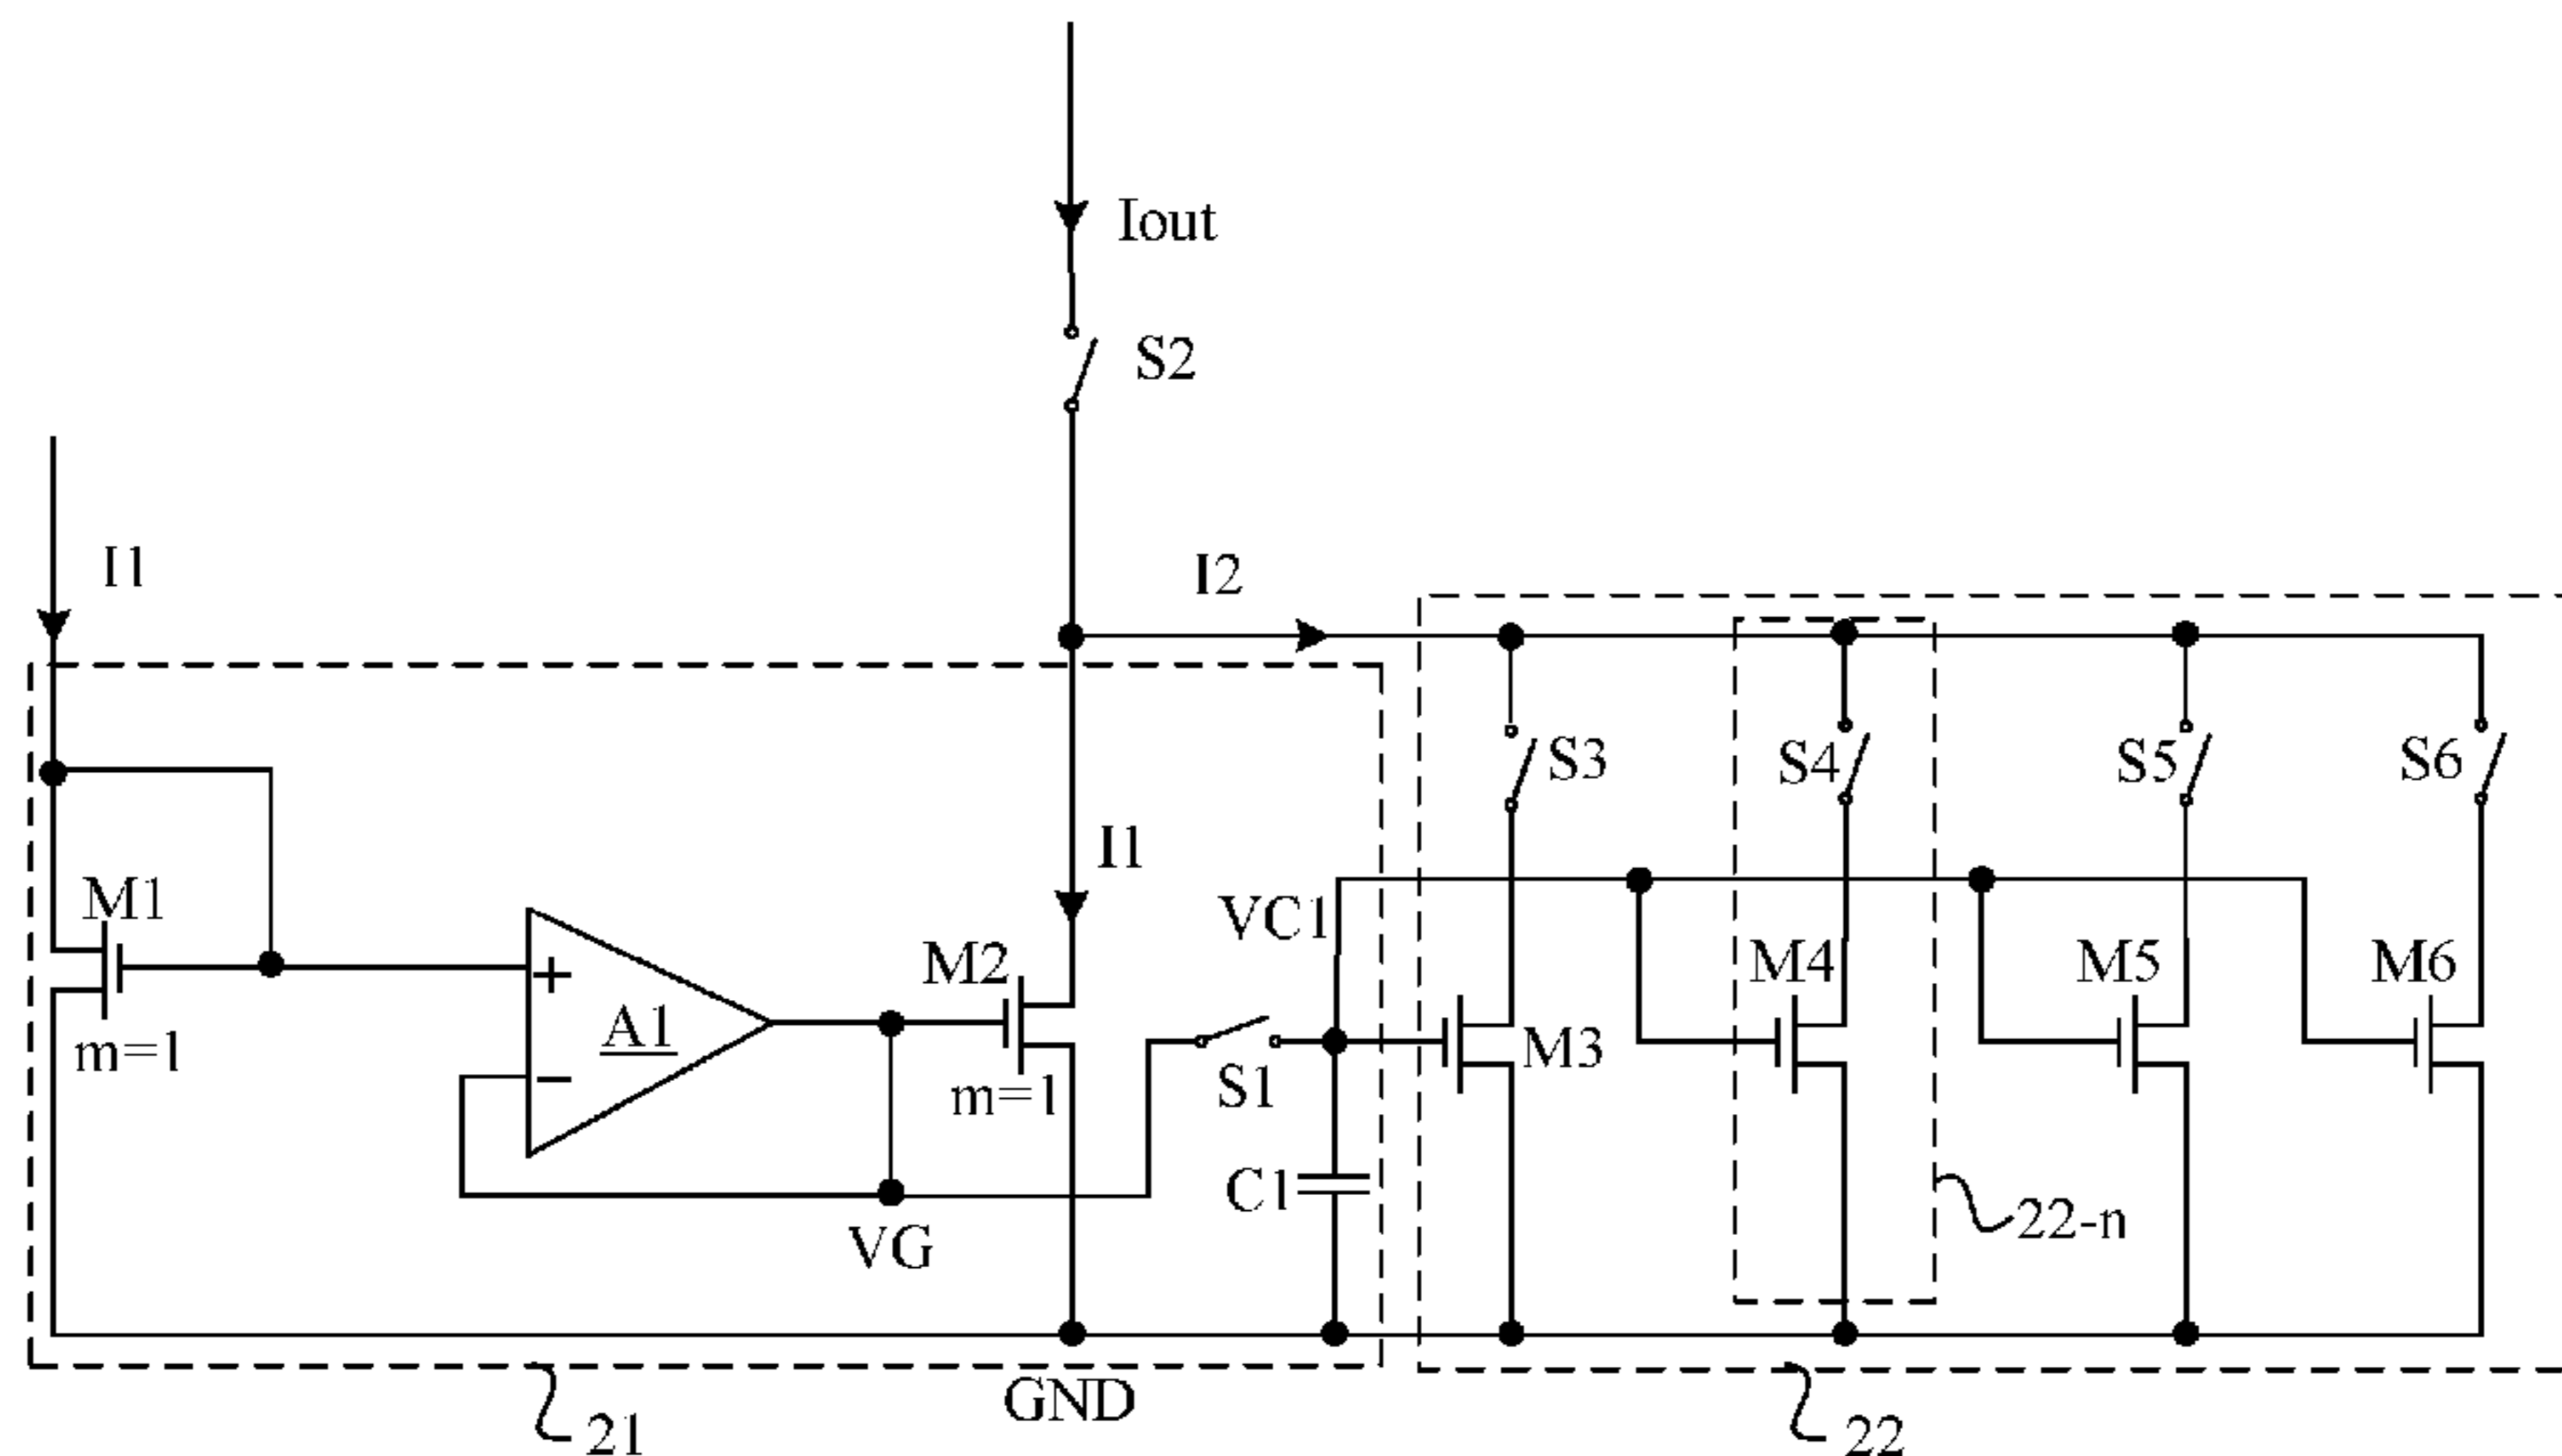 Iout
S2
I1
I2
S3
S4
S5
S6
I1
M1
VC1
M2
M4
M5
M6
+
A1
m=1
M3
−
m=1
S1
C1
22-n
VG
GND
21
22